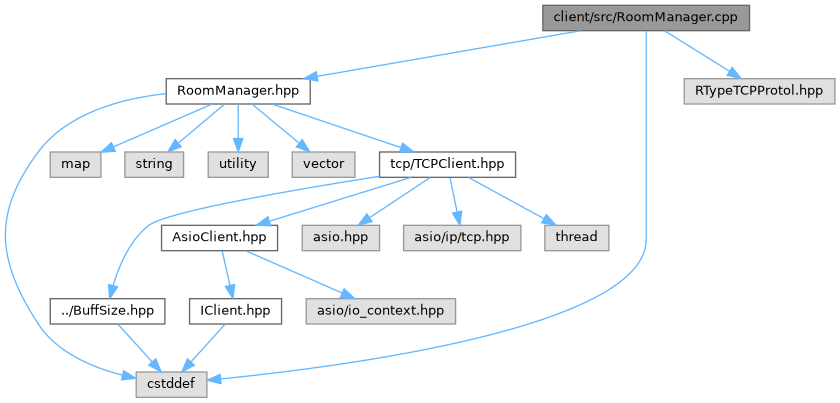 client/src/RoomManager.cpp
RoomManager.hpp
RTypeTCPProtol.hpp
map
string
utility
vector
tcp/TCPClient.hpp
AsioClient.hpp
asio.hpp
asio/ip/tcp.hpp
thread
../BuffSize.hpp
IClient.hpp
asio/io_context.hpp
cstddef